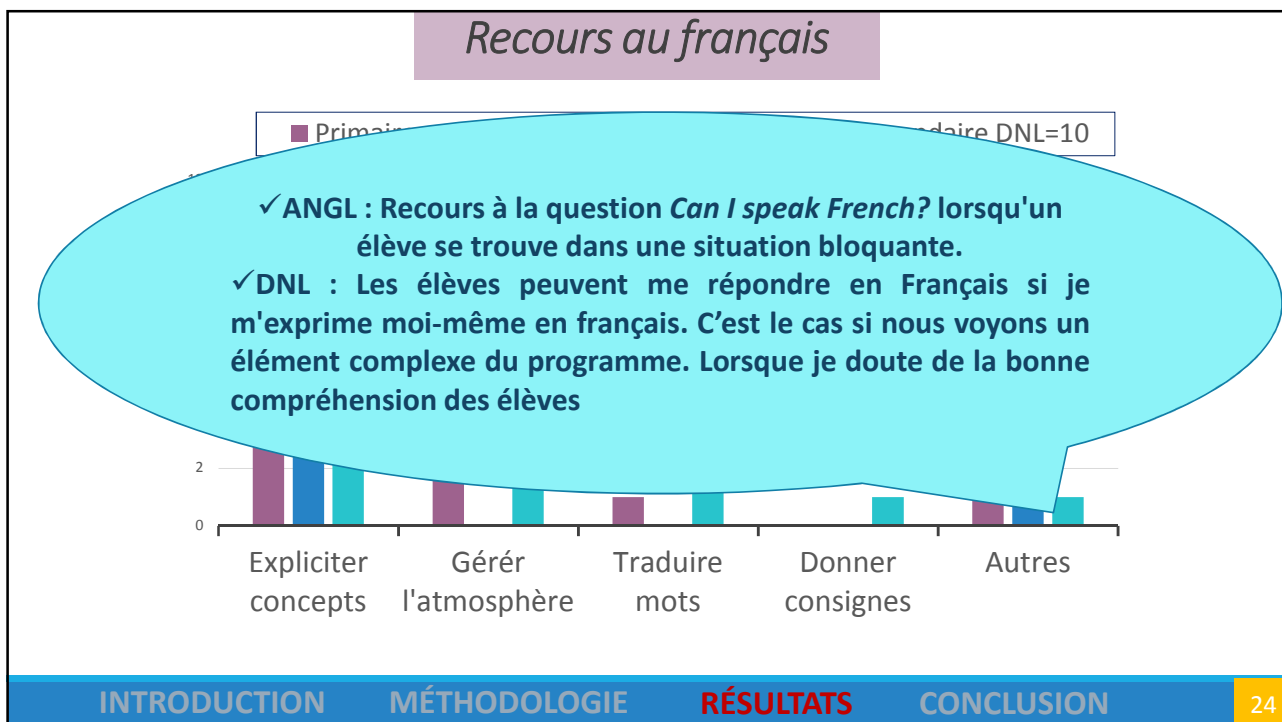 Recours au français
ndaire DNL=10
✓ANGL : Recours à la question Can I speak French? lorsqu'un
élève se trouve dans une situation bloquante.
✓DNL : Les élèves peuvent me répondre en Français si je
m'exprime moi-même en français. C’est le cas si nous voyons un
élément complexe du programme. Lorsque je doute de la bonne
compréhension des élèves
2
0
Expliciter concepts
Gérér l'atmosphère
Traduire mots
Donner consignes
Autres
INTRODUCTION MÉTHODOLOGIE RÉSULTATS CONCLUSION 24